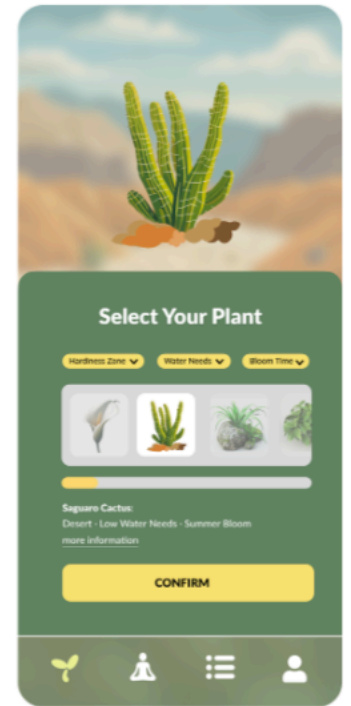 Select Your Plant
Hardiness Zone
Water Needs
Bloom Time
Saguaro Cactus:
Desert - Low Water Needs - Summer Bloom
more information
CONFIRM